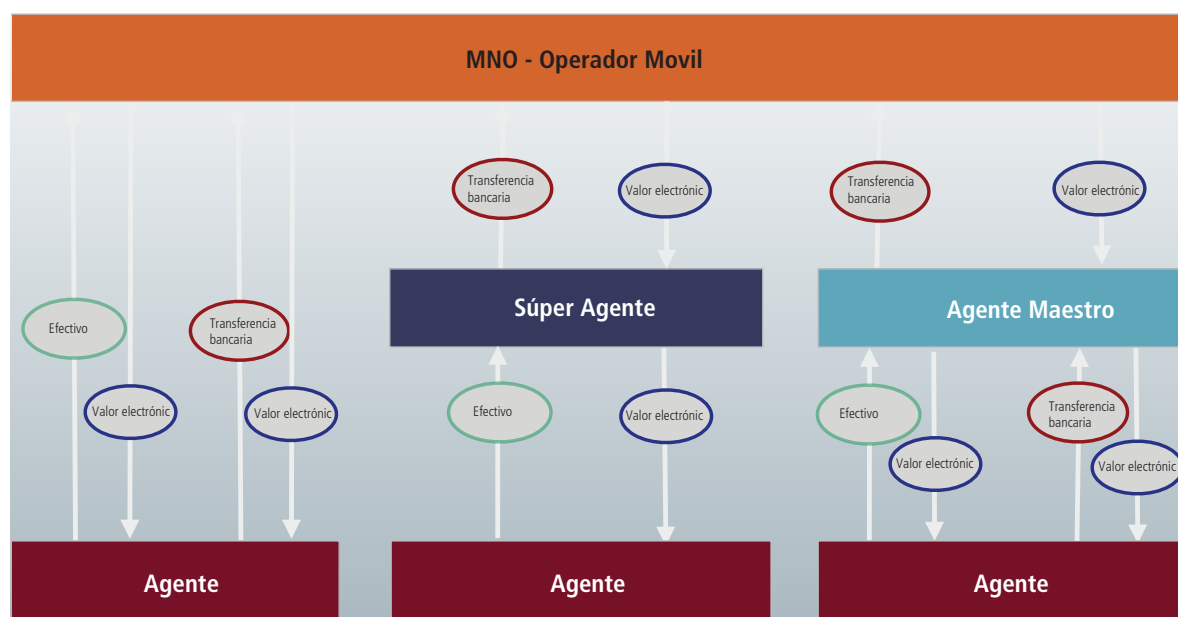 MNO - Operador Movil
Transferencia
bancaria
Valor electrónic
Transferencia
bancaria
Valor electrónic
Súper Agente
Agente Maestro
Efectivo
Transferencia
bancaria
Valor electrónic
Valor electrónic
Efectivo
Valor electrónic
Efectivo
Transferencia
bancaria
Valor electrónic
Valor electrónic
Agente
Agente
Agente